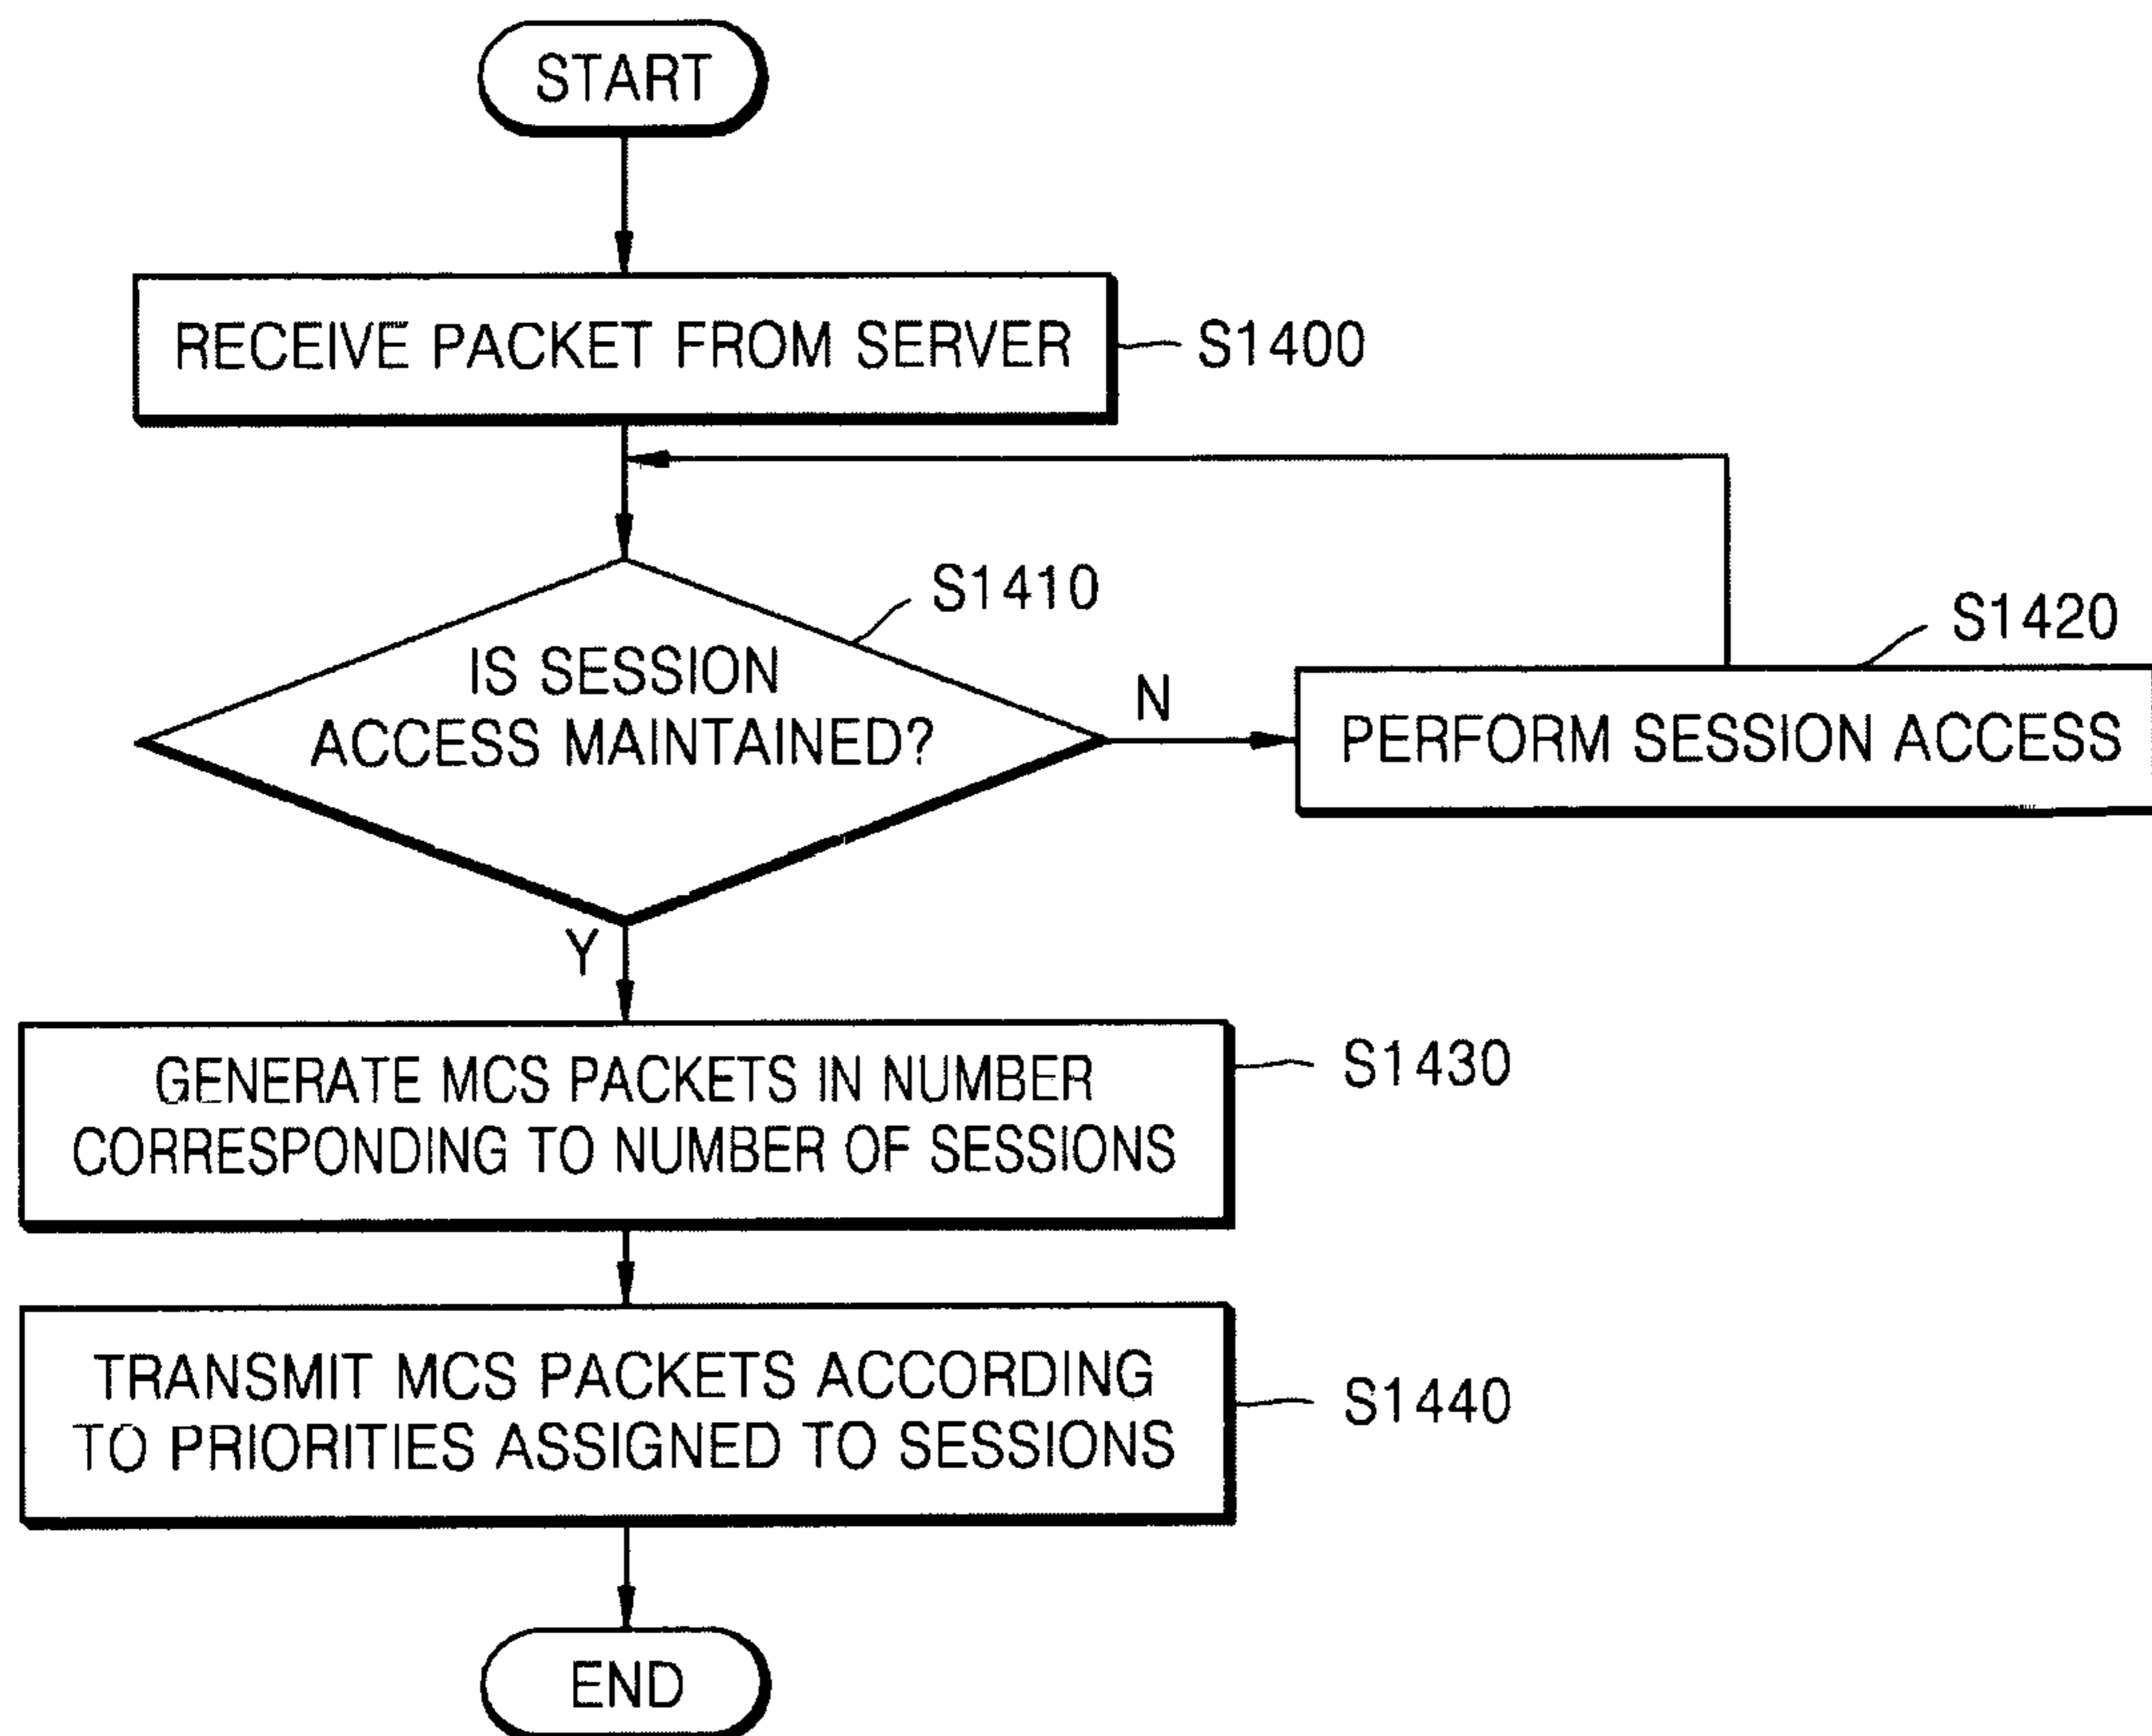 START
RECEIVE PACKET FROM SERVER
S1400
S1410
IS SESSION
ACCESS MAINTAINED?
N
S1420
PERFORM SESSION ACCESS
Y
GENERATE MCS PACKETS IN NUMBER
CORRESPONDING TO NUMBER OF SESSIONS
S1430
TRANSMIT MCS PACKETS ACCORDING
TO PRIORITIES ASSIGNED TO SESSIONS
S1440
END